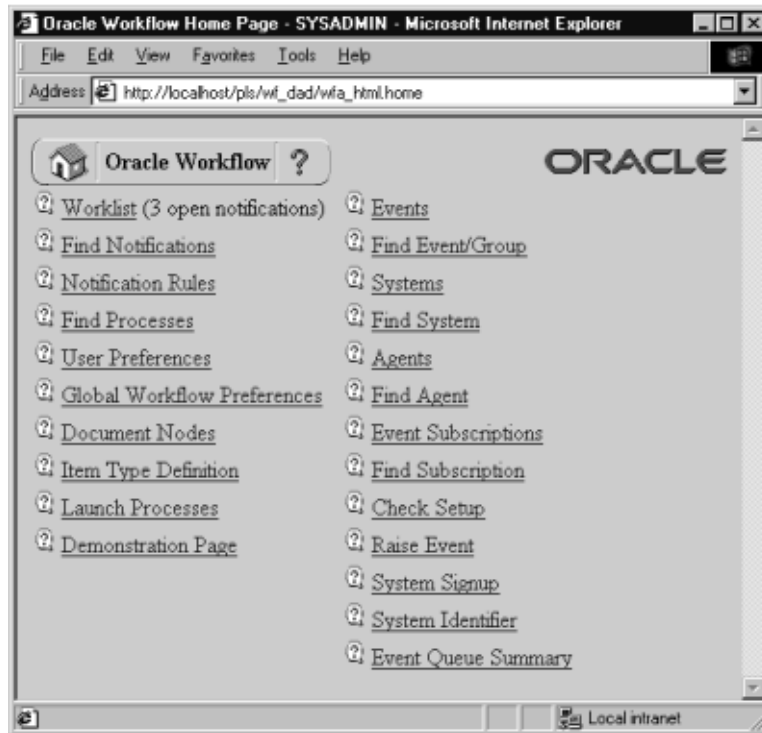 Oracle Workflow Home Page - SYSADMIN - Microsoft Internet Explorer
File Edit View Favorites Tools Help
Address http://localhost/pls/wf_dad/wfa_html.home
Oracle Workflow ?
ORACLE
Worklist (3 open notifications)
Find Notifications
Notification Rules
Find Processes
User Preferences
Global Workflow Preferences
Document Nodes
Item Type Definition
Launch Processes
Demonstration Page
Events
Find Event/Group
Systems
Find System
Agents
Find Agent
Event Subscriptions
Find Subscription
Check Setup
Raise Event
System Signup
System Identifier
Event Queue Summary
Local intranet